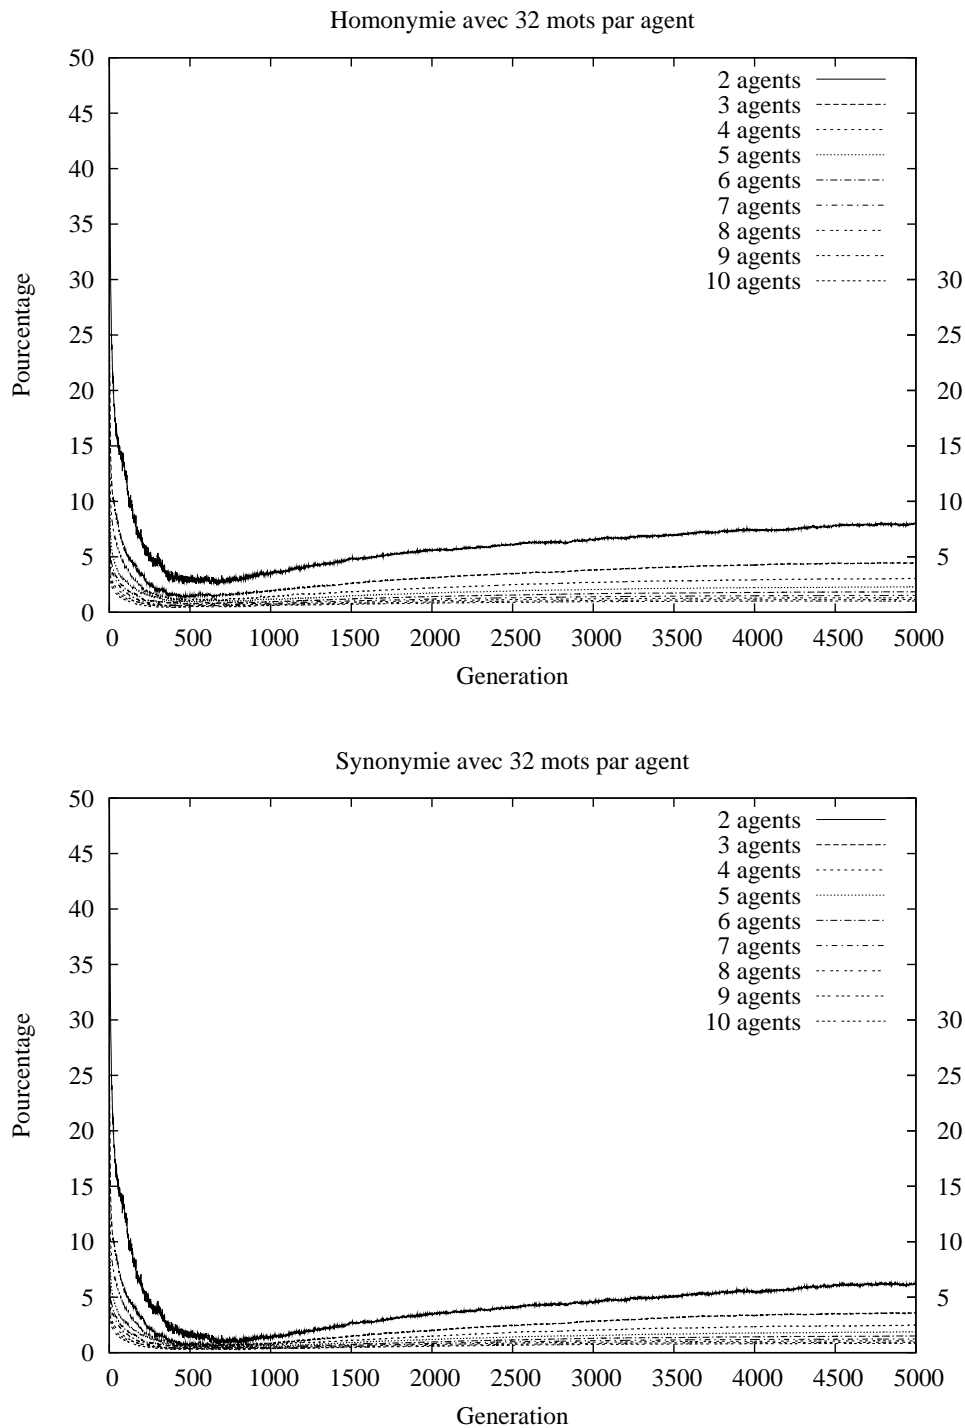 Homonymie avec 32 mots par agent
50
2 agents
45
3 agents
40
4 agents
5 agents
6 agents
35
7 agents
8 agents
9 agents
30
10 agents
30
25
25
20
20
15
15
10
10
5
5
0
0
Pourcentage
0 500 1000 1500 2000 2500 3000 3500 4000 4500 5000
Generation
Synonymie avec 32 mots par agent
50
2 agents
45
3 agents
40
4 agents
5 agents
6 agents
35
7 agents
8 agents
9 agents
30
10 agents
30
25
25
20
20
15
15
10
10
5
5
0
0
Pourcentage
0 500 1000 1500 2000 2500 3000 3500 4000 4500 5000
Generation